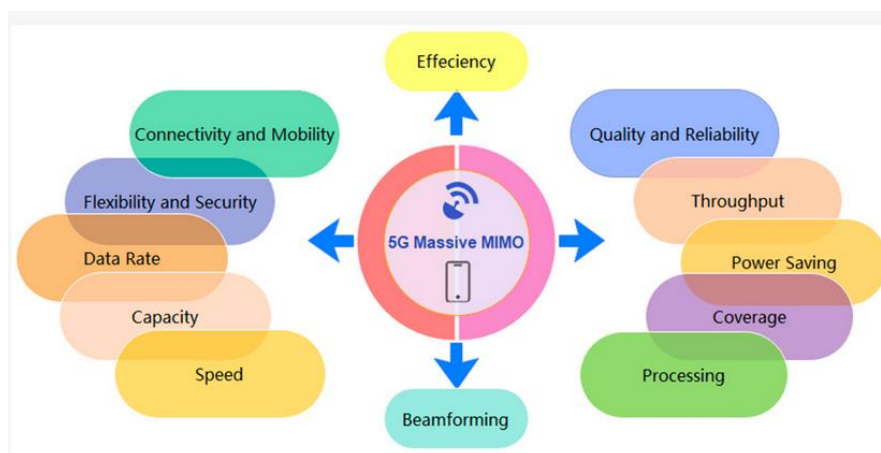 Effeciency
Connectivity and Mobility
Flexibility and Security
Data Rate
Capacity
Speed
5G Massive MIMO
Quality and Reliability
Throughput
Power Saving
Coverage
Processing
Beamforming